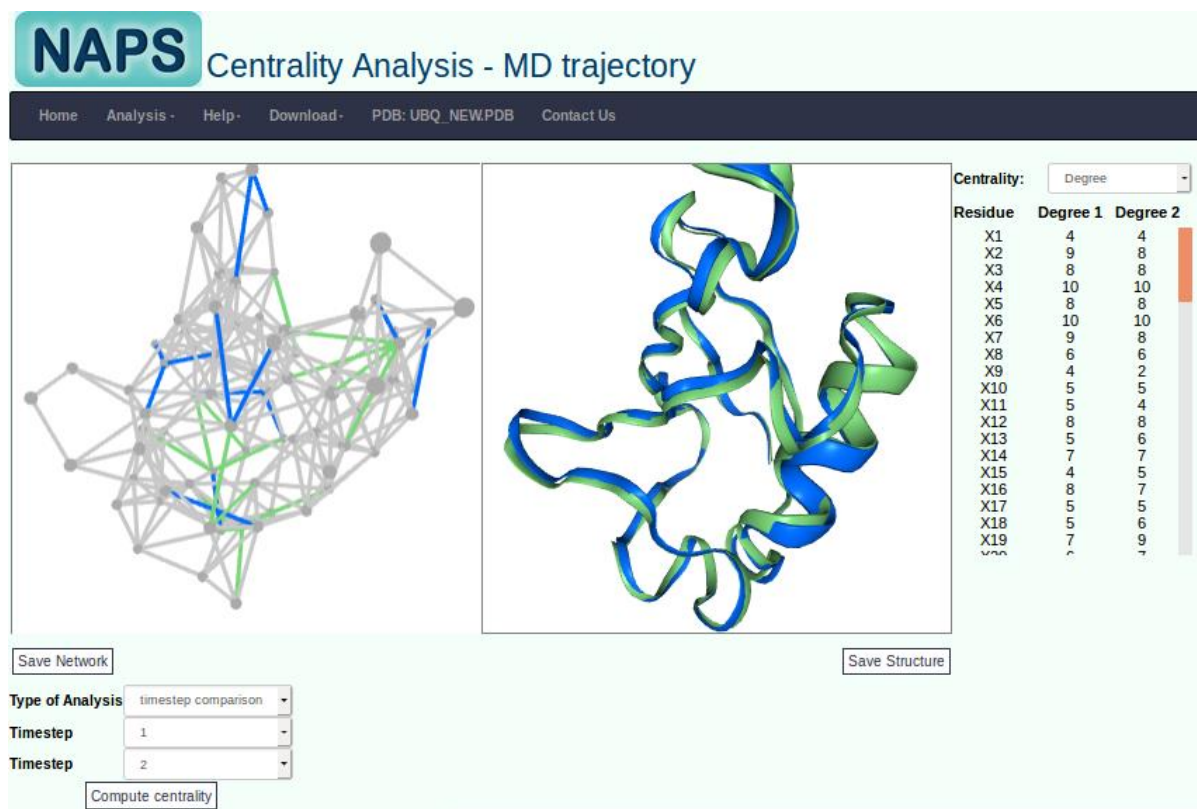 NAPS Centrality Analysis - MD trajectory
Home Analysis - Help - Download - PDB: UBQ_NEW.PDB Contact Us
Centrality: Degree
Residue Degree 1 Degree 2
X1 4 4
X2 9 8
X3 8 8
X4 10 10
X5 8 8
X6 10 10
X7 9 8
X8 6 6
X9 4 2
X10 5 5
X11 5 4
X12 8 8
X13 5 6
X14 7 7
X15 4 5
X16 8 7
X17 5 5
X18 5 6
X19 7 9
Save Network
Save Structure
Type of Analysis timestep comparison
Timestep 1
Timestep 2
Compute centrality